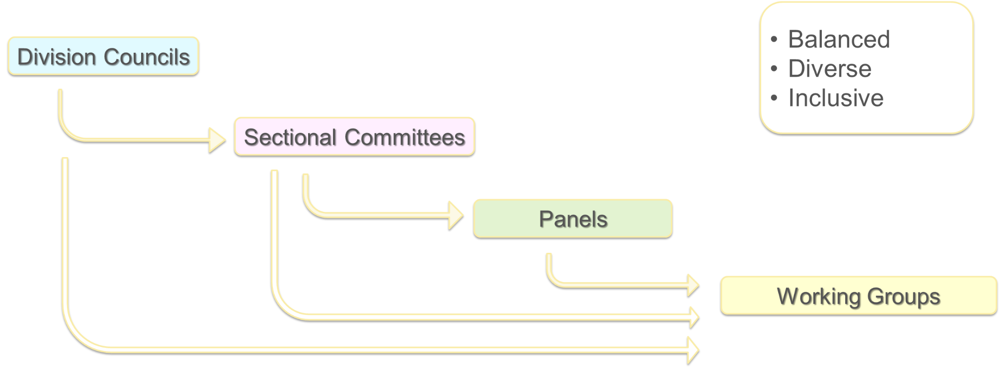 Division Councils
• Balanced
• Diverse
• Inclusive
Sectional Committees
Panels
Working Groups